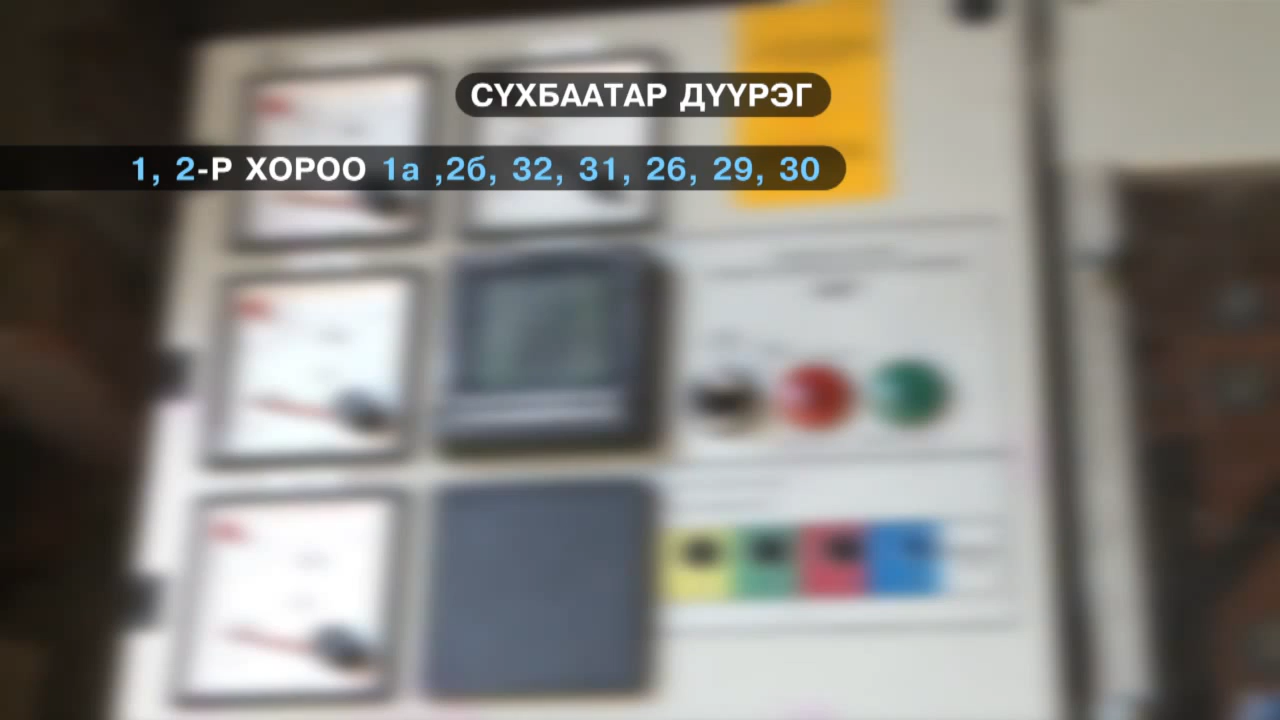 СҮХБААТАР ДҮҮРЭГ
1, 2-Р ХОРОО 1а ,2б, 32, 31, 26, 29, 30